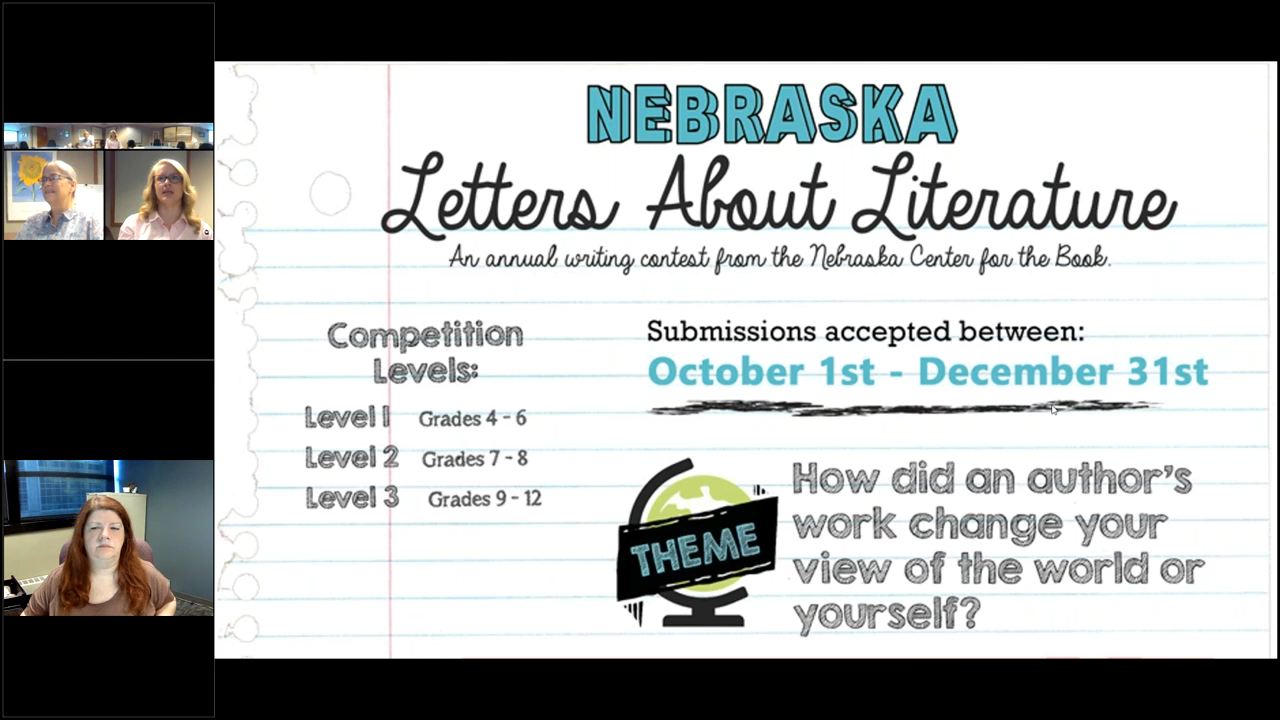 NEBRASKA
Letters About Literature
An annual writing contest from the Nebraska Center for the Book.
Competition
Levels:
Level 1 Grades 4 - 6
Level 2 Grades 7 - 8
Level 3 Grades 9 - 12
Submissions accepted between:
October 1st - December 31st
THEME
How did an author's
work change your
view of the world or
yourself?